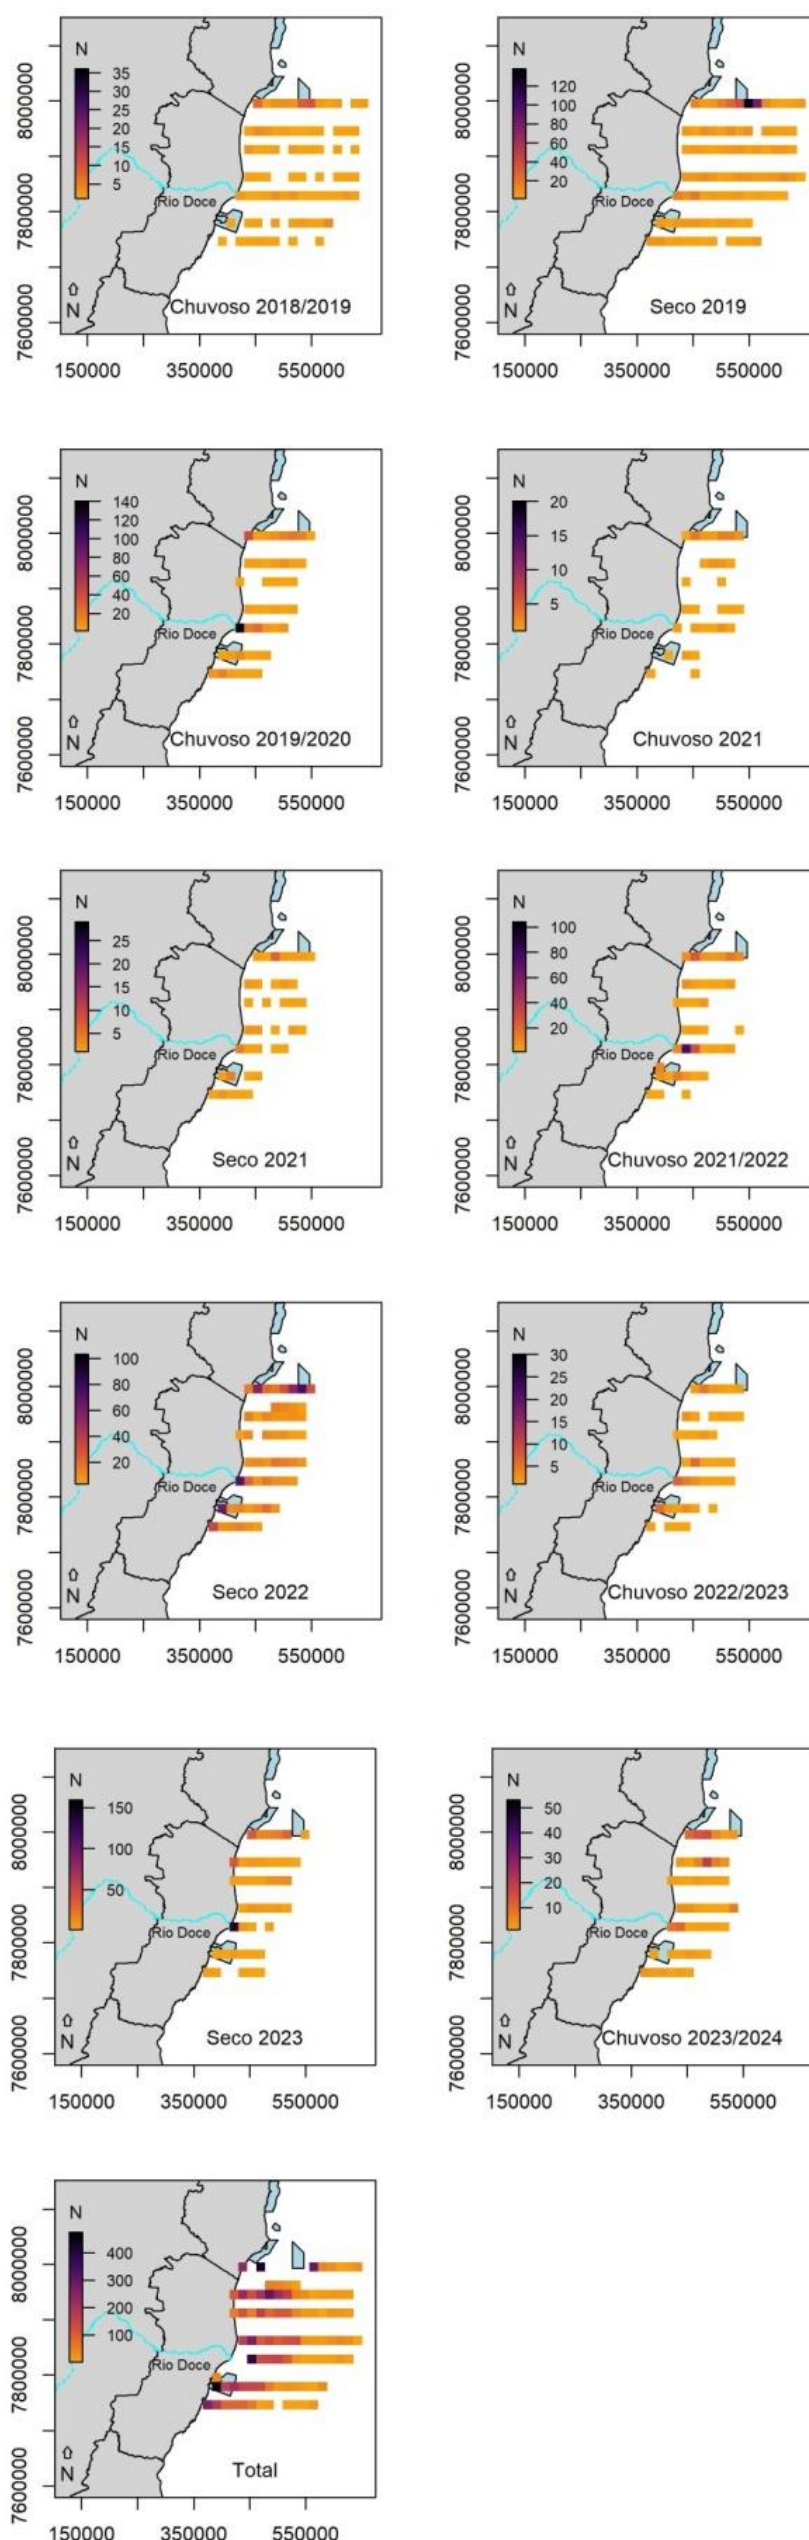 N
35
30
25
20
15
10
5
8000000
7800000
7600000
Rio Doce
N
Chuvoso 2018/2019
150000 350000 550000
N
120
100
80
60
40
20
8000000
7800000
7600000
Rio Doce
N
Seco 2019
150000 350000 550000
N
140
120
100
80
60
40
20
8000000
7800000
7600000
Rio Doce
N
Chuvoso 2019/2020
150000 350000 550000
N
20
15
10
5
8000000
7800000
7600000
Rio Doce
N
Chuvoso 2021
150000 350000 550000
N
25
20
15
10
5
8000000
7800000
7600000
Rio Doce
N
Seco 2021
150000 350000 550000
N
100
80
60
40
20
8000000
7800000
7600000
Rio Doce
N
Chuvoso 2021/2022
150000 350000 550000
N
100
80
60
40
20
8000000
7800000
7600000
Rio Doce
N
Seco 2022
150000 350000 550000
N
30
25
20
15
10
5
8000000
7800000
7600000
Rio Doce
N
Chuvoso 2022/2023
150000 350000 550000
N
150
100
50
8000000
7800000
7600000
Rio Doce
N
Seco 2023
150000 350000 550000
N
50
40
30
20
10
8000000
7800000
7600000
Rio Doce
N
Chuvoso 2023/2024
150000 350000 550000
N
400
300
200
100
8000000
7800000
7600000
Rio Doce
N
Total
150000 350000 550000